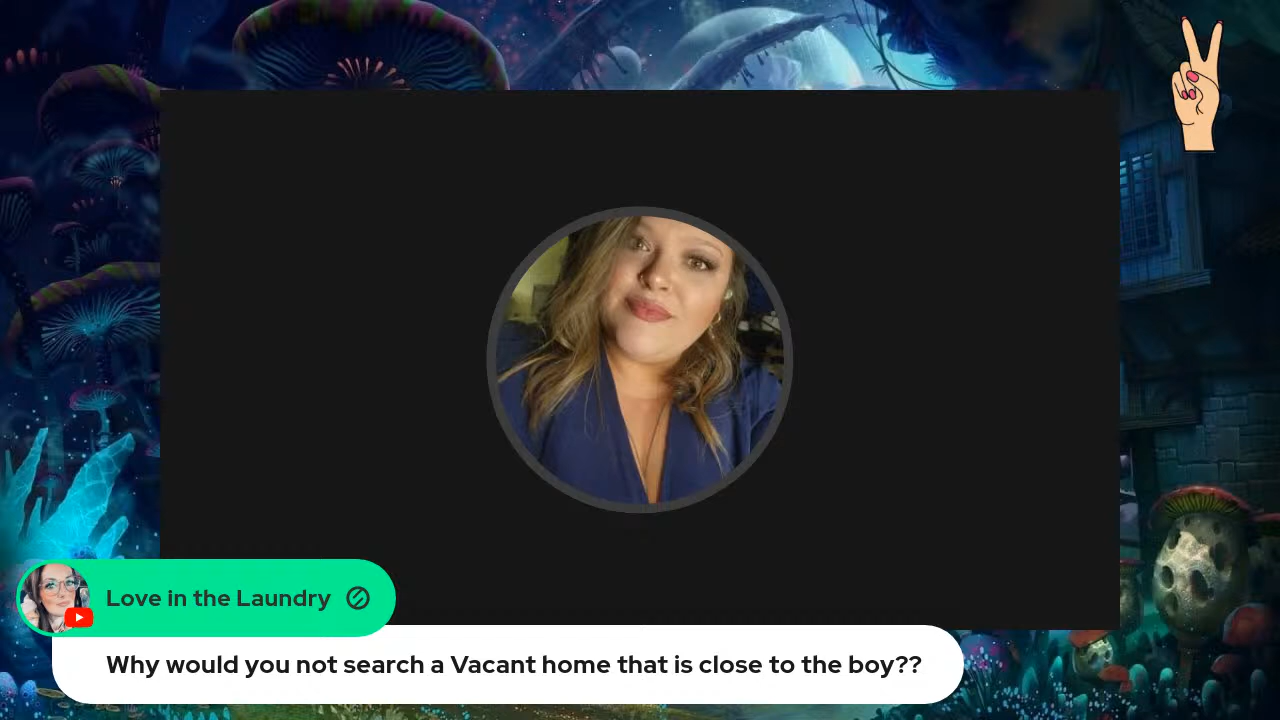 Love in the Laundry
Why would you not search a Vacant home that is close to the boy??